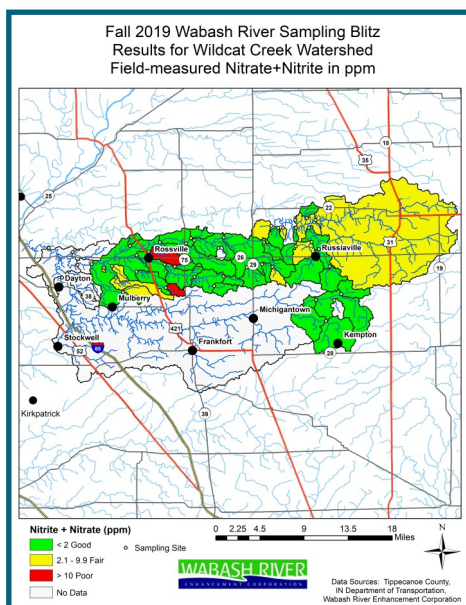 Fall 2019 Wabash River Sampling Blitz
Results for Wildcat Creek Watershed
Field-measured Nitrate+Nitrite in ppm
18
35
25
22
Rossville
Russiaville
75
26
31
29
19
Dayton
38
Mulberry
Michigantown
421
Stockwell
65
Frankfort
Kempton
52
28
Kirkpatrick
39
Nitrite + Nitrate (ppm)
< 2 Good
2.1 - 9.9 Fair
> 10 Poor
No Data
Sampling Site
0 2.25 4.5 9 13.5 18
Miles
N
WABASH RIVER
ENHANCEMENT CORPORATION
Data Sources: Tippecanoe County,
IN Department of Transportation,
Wabash River Enhancement Corporation